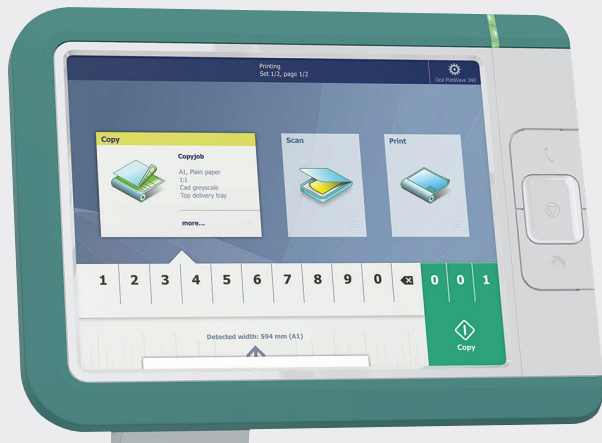 Printing
Set 1/2, page 1/2
Océ PlotWave 340
Copy
Copyjob
A1, Plain paper
1:1
Cad greyscale
Top delivery tray
more...
Scan
Print
1 2 3 4 5 6 7 8 9 0
0 0 1
Copy
Detected width: 594 mm (A1)